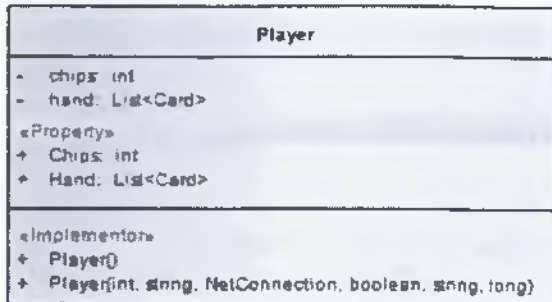 Player
- chips: int
- hand: List<Card>
«Property»
+ Chips: int
+ Hand: List<Card>
«Implementor»
+ Player()
+ Player(int, string, NetConnection, boolean, string, long)